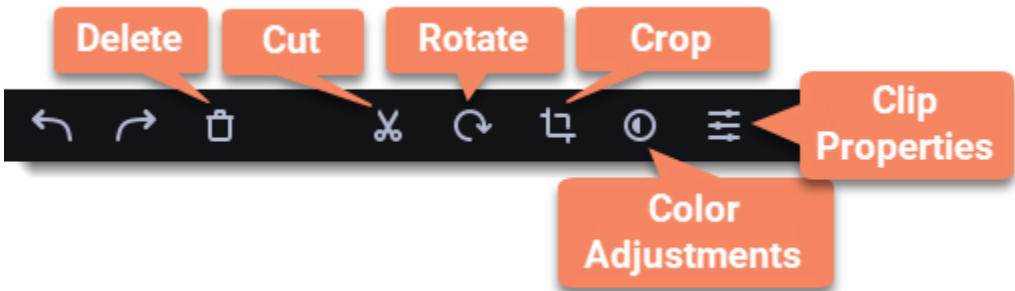 Delete
Cut
Rotate
Crop
Clip
Properties
Color
Adjustments